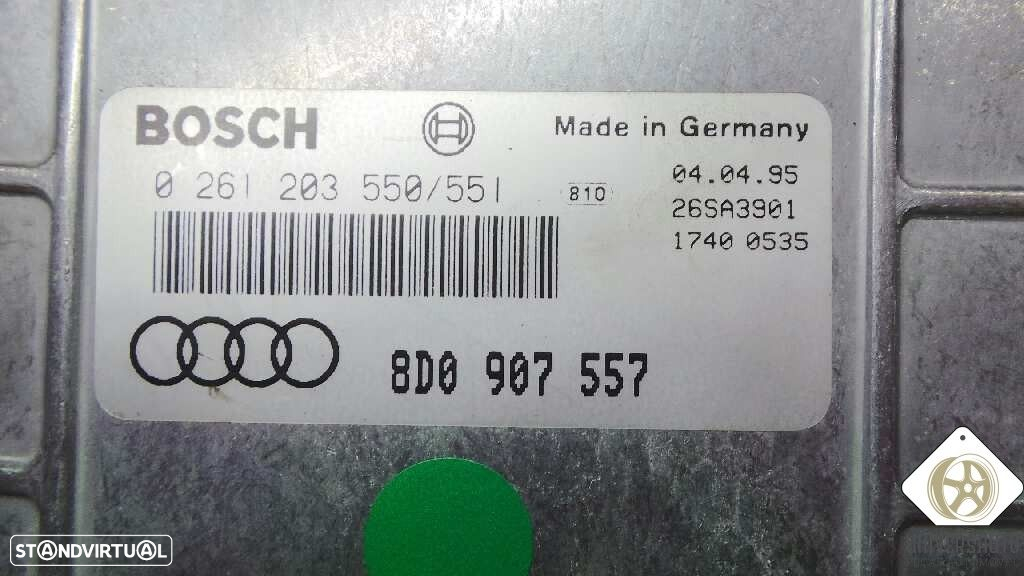 BOSCH
Made in Germany
0 261 203 550/551
810
04.04.95
26SA3901
1740 0535
8D0 907 557
STANDVIRTUAL